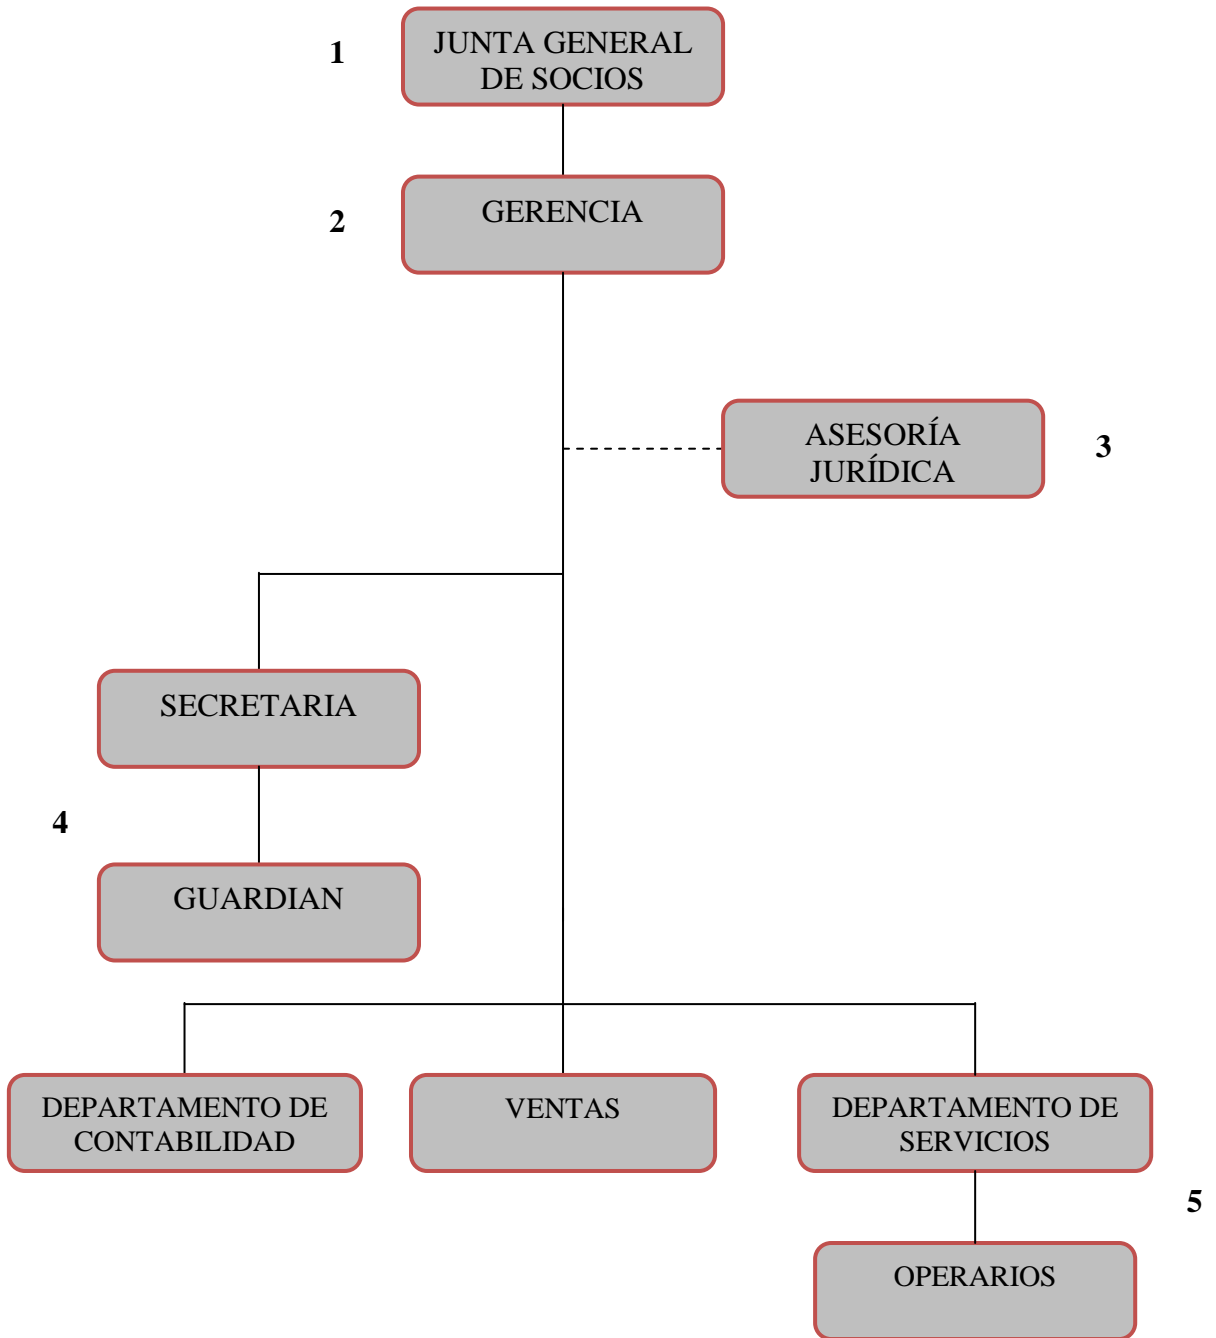 1
JUNTA GENERAL
DE SOCIOS
2
GERENCIA
ASESORÍA
JURÍDICA
3
SECRETARIA
4
GUARDIAN
DEPARTAMENTO DE
CONTABILIDAD
VENTAS
DEPARTAMENTO DE
SERVICIOS
5
OPERARIOS